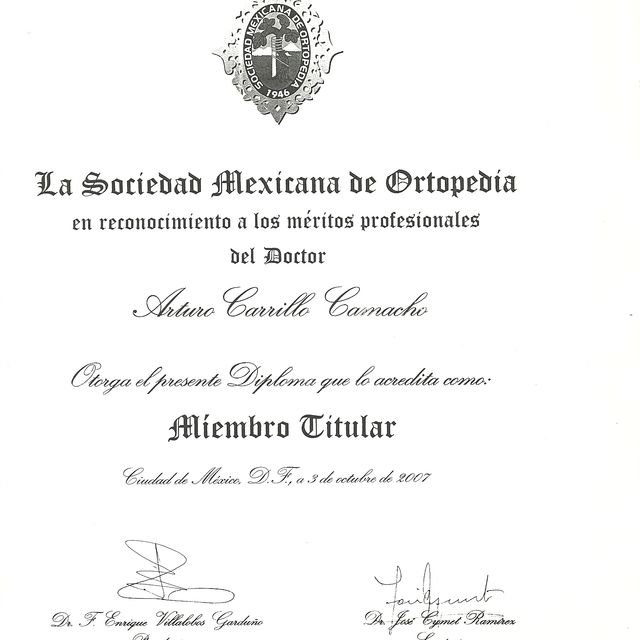 SOCIEDAD MEXICANA DE ORTOPEDIA
1946
La Sociedad Mexicana de Ortopedia
en reconocimiento a los méritos profesionales
del Doctor
Arturo Carrillo Camacho
Otorga el presente Diploma que lo acredita como:
Miembro Titular
Ciudad de México, D.F., a 3 de octubre de 2007
Dr. F. Enrique Villalobos Garduño
Dr. José Cymet Ramírez